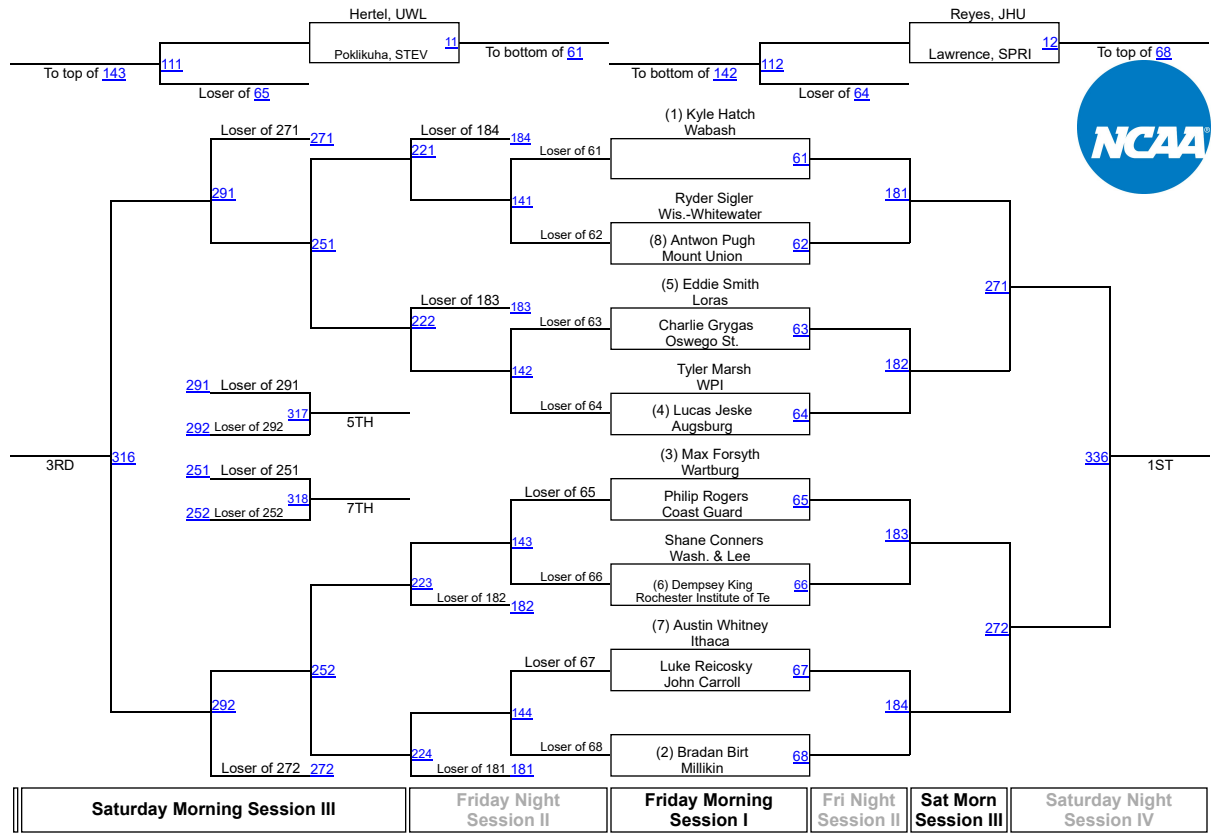 Hertel, UWL
Poklikuha, STEV
11
To bottom of 61
111
To top of 143
Loser of 65
Reyes, JHU
Lawrence, SPRI
12
To top of 68
112
To bottom of 142
Loser of 64
NCAA®
(1) Kyle Hatch
Wabash
61
Ryder Sigler
Wis.-Whitewater
(8) Antwon Pugh
Mount Union
62
(5) Eddie Smith
Loras
Charlie Grygas
Oswego St.
63
Tyler Marsh
WPI
(4) Lucas Jeske
Augsburg
64
(3) Max Forsyth
Wartburg
Philip Rogers
Coast Guard
65
Shane Conners
Wash. & Lee
(6) Dempsey King
Rochester Institute of Te
66
(7) Austin Whitney
Ithaca
Luke Reicosky
John Carroll
67
(2) Bradan Birt
Millikin
68
181
182
183
184
271
272
336
1ST
Loser of 61
141
Loser of 62
Loser of 63
142
Loser of 64
Loser of 65
143
Loser of 66
Loser of 67
144
Loser of 68
Loser of 184 184
221
Loser of 183 183
222
223
Loser of 182 182
224
Loser of 181 181
251
252
Loser of 271 271
291
292
Loser of 272 272
316
3RD
291 Loser of 291
317
292 Loser of 292
5TH
251 Loser of 251
318
252 Loser of 252
7TH
Saturday Morning Session III
Friday Night
Session II
Friday Morning
Session I
Fri Night
Session II
Sat Morn
Session III
Saturday Night
Session IV